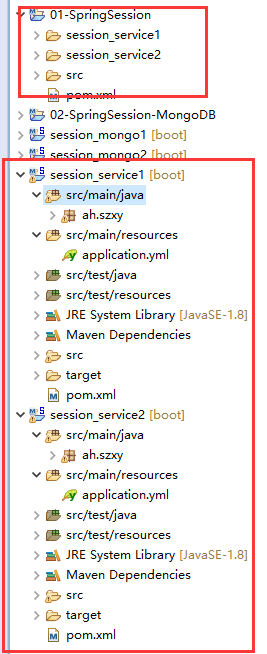 01-SpringSession
session_service1
session_service2
src
pom.xml
02-SpringSession-MongoDB
session_mongo1 [boot]
session_mongo2 [boot]
session_service1 [boot]
src/main/java
ah.szxy
src/main/resources
application.yml
src/test/java
src/test/resources
JRE System Library [JavaSE-1.8]
Maven Dependencies
src
target
pom.xml
session_service2 [boot]
src/main/java
ah.szxy
src/main/resources
application.yml
src/test/java
src/test/resources
JRE System Library [JavaSE-1.8]
Maven Dependencies
src
target
pom.xml